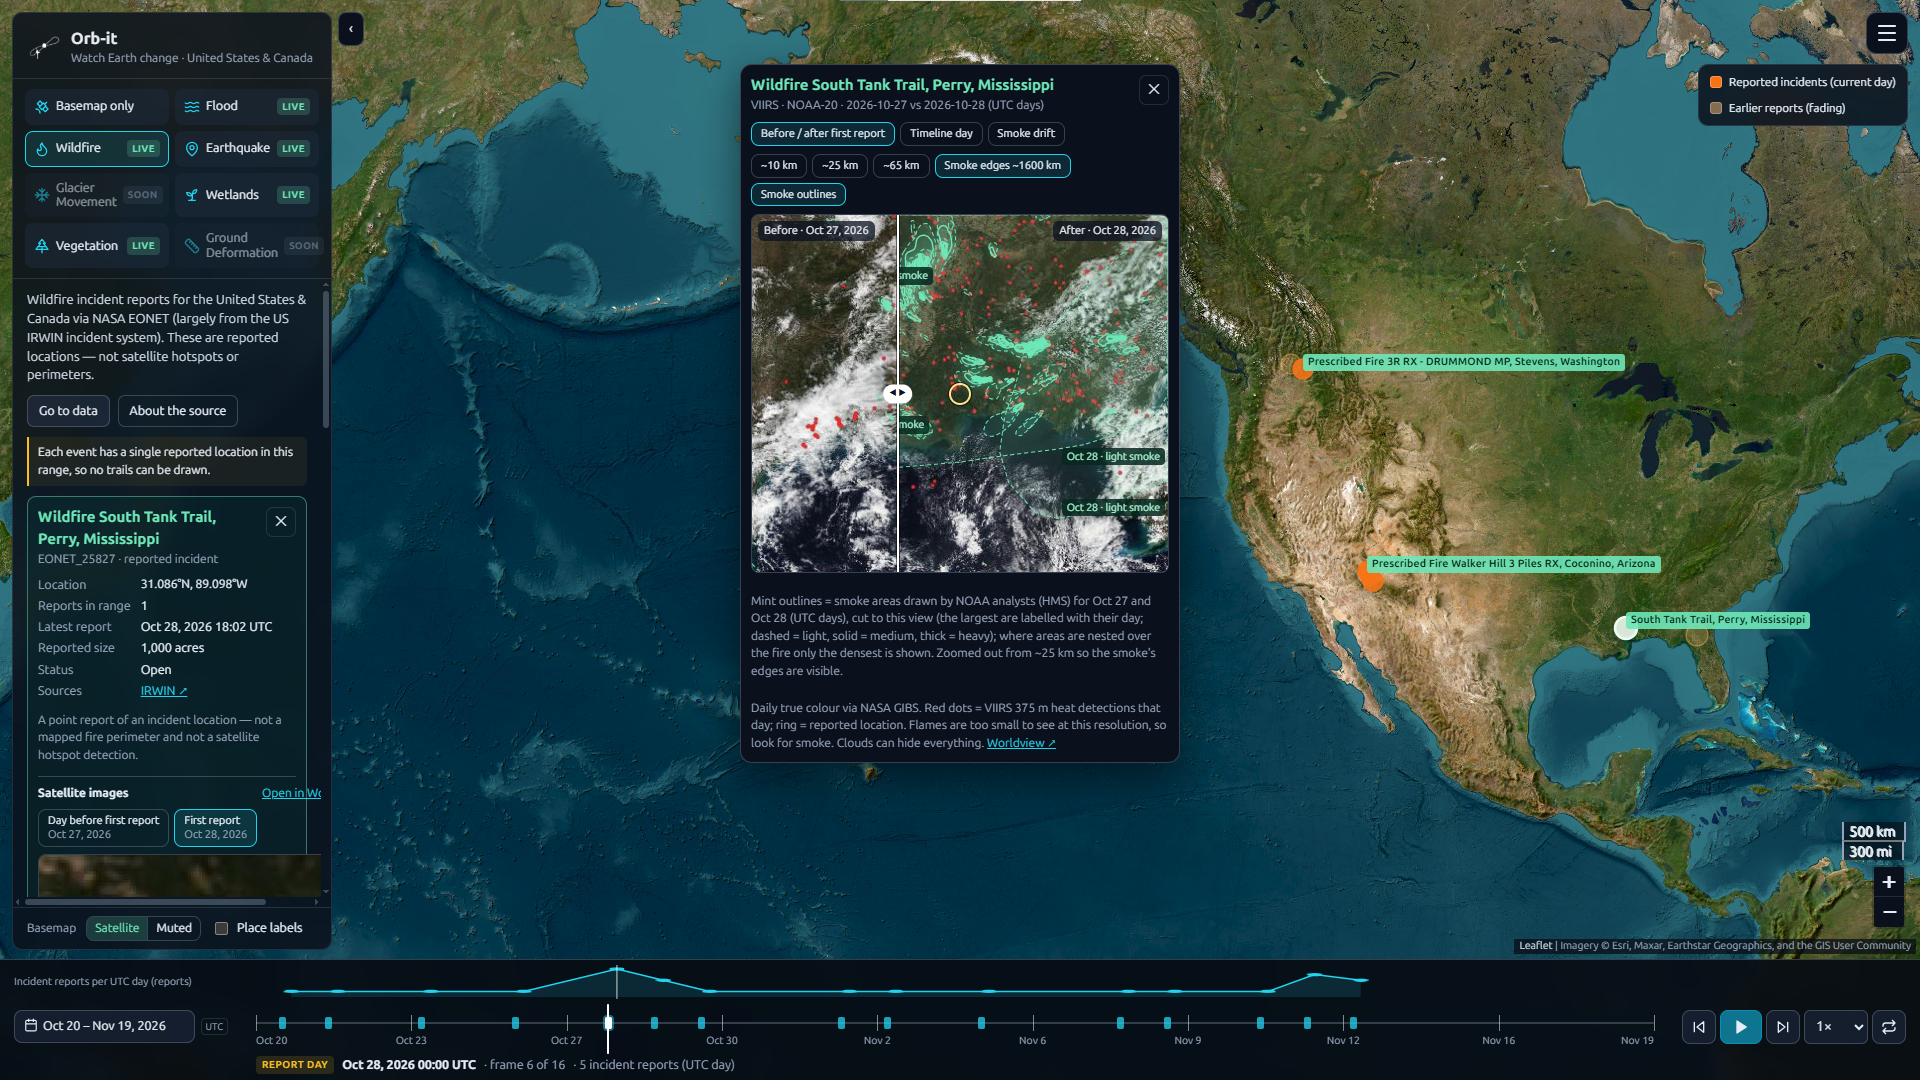 Orb-it
Watch Earth change · United States & Canada
Basemap only
Flood LIVE
Wildfire LIVE
Earthquake LIVE
Glacier Movement SOON
Wetlands LIVE
Vegetation LIVE
Ground Deformation SOON
Wildfire incident reports for the United States &
Canada via NASA EONET (largely from the US
IRWIN incident system). These are reported
locations — not satellite hotspots or
perimeters.
Go to data
About the source
Each event has a single reported location in this
range, so no trails can be drawn.
Wildfire South Tank Trail,
Perry, Mississippi
EONET_25827 · reported incident
Location 31.086°N, 89.098°W
Reports in range 1
Latest report Oct 28, 2026 18:02 UTC
Reported size 1,000 acres
Status Open
Sources IRWIN ↗
A point report of an incident location — not a
mapped fire perimeter and not a satellite
hotspot detection.
Satellite images
Open in Wo
Day before first report
Oct 27, 2026
First report
Oct 28, 2026
Basemap Satellite Muted Place labels
Wildfire South Tank Trail, Perry, Mississippi
VIIRS · NOAA-20 · 2026-10-27 vs 2026-10-28 (UTC days)
Before / after first report
Timeline day
Smoke drift
~10 km
~25 km
~65 km
Smoke edges ~1600 km
Smoke outlines
Before · Oct 27, 2026
After · Oct 28, 2026
smoke
moke
Oct 28 · light smoke
Oct 28 · light smoke
Mint outlines = smoke areas drawn by NOAA analysts (HMS) for Oct 27 and
Oct 28 (UTC days), cut to this view (the largest are labelled with their day;
dashed = light, solid = medium, thick = heavy); where areas are nested over
the fire only the densest is shown. Zoomed out from ~25 km so the smoke's
edges are visible.
Daily true colour via NASA GIBS. Red dots = VIIRS 375 m heat detections that
day; ring = reported location. Flames are too small to see at this resolution, so
look for smoke. Clouds can hide everything. Worldview ↗
Reported incidents (current day)
Earlier reports (fading)
Prescribed Fire 3R RX - DRUMMOND MP, Stevens, Washington
Prescribed Fire Walker Hill 3 Piles RX, Coconino, Arizona
South Tank Trail, Perry, Mississippi
500 km
300 mi
+
−
Leaflet | Imagery © Esri, Maxar, Earthstar Geographics, and the GIS User Community
Incident reports per UTC day (reports)
Oct 20 – Nov 19, 2026
UTC
Oct 20 Oct 23 Oct 27 Oct 30 Nov 2 Nov 6 Nov 9 Nov 12 Nov 16 Nov 19
REPORT DAY Oct 28, 2026 00:00 UTC · frame 6 of 16 · 5 incident reports (UTC day)
1×